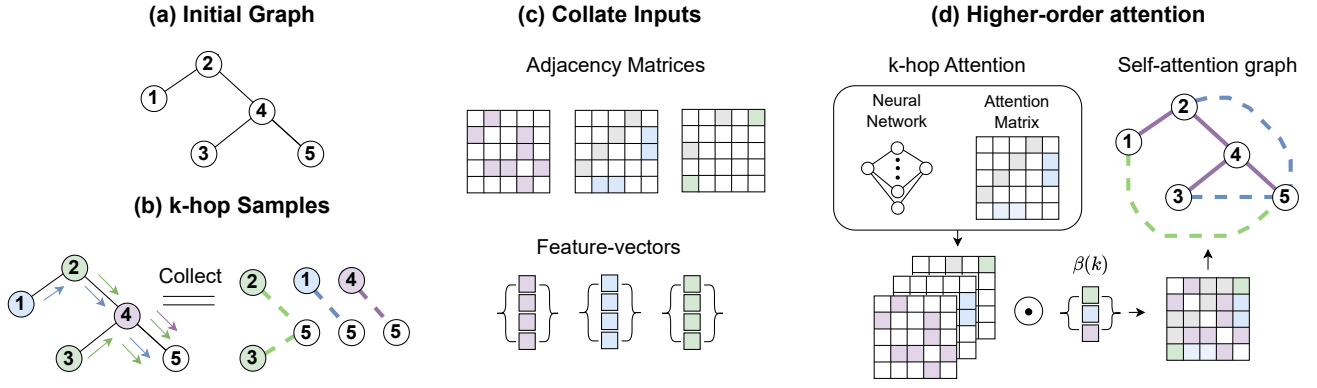 (a) Initial Graph
2
1
4
3
5
(b) k-hop Samples
2
1
4
3
5
Collect
2
1
4
5
5
5
3
(c) Collate Inputs
Adjacency Matrices
Feature-vectors
(d) Higher-order attention
k-hop Attention
Neural
Network
Attention
Matrix
β(k)
Self-attention graph
2
1
4
3
5